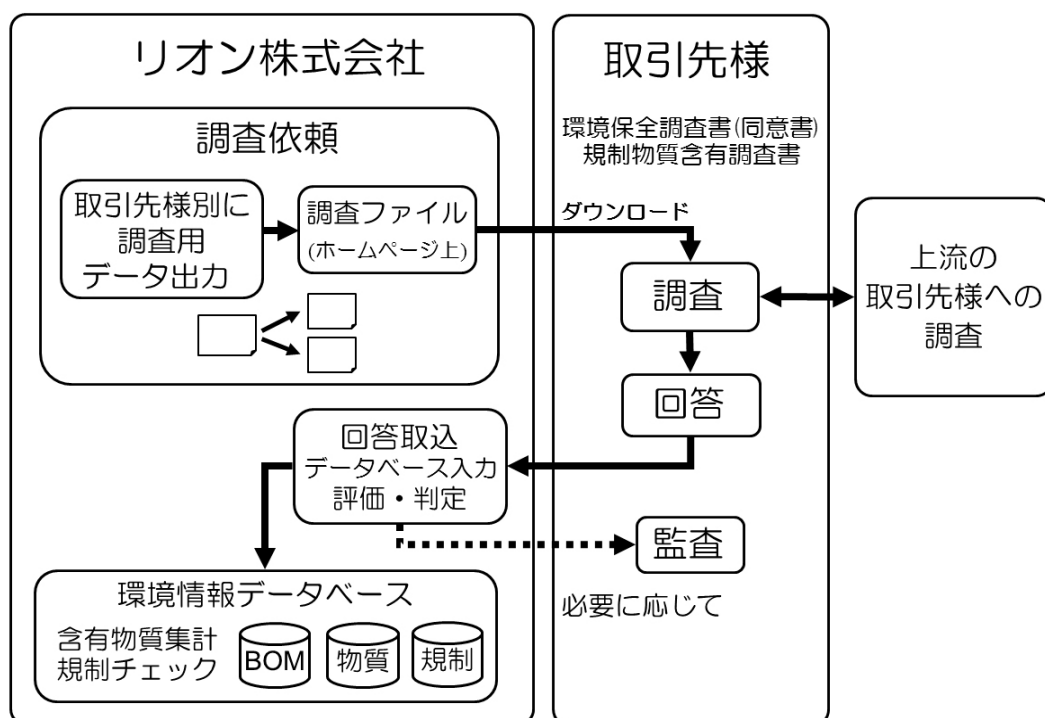 リオン株式会社
調査依頼
取引先様別に
調査用
データ出力
調査ファイル
(ホームページ上)
回答取込
データベース入力
評価・判定
環境情報データベース
含有物質集計
規制チェック
BOM
物質
規制
取引先様
環境保全調査書(同意書)
規制物質含有調査書
ダウンロード
調査
回答
監査
必要に応じて
上流の
取引先様への
調査